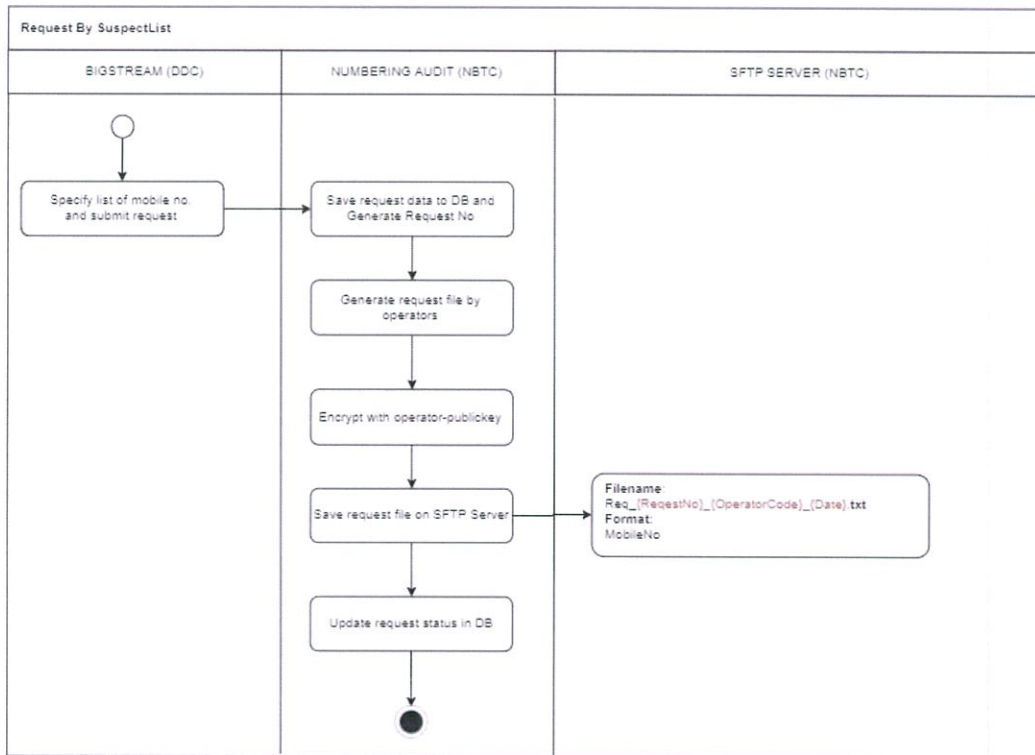 Request By SuspectList
BIGSTREAM (DDC)
NUMBERING AUDIT (NBTC)
SFTP SERVER (NBTC)
Specify list of mobile no.
and submit request
Save request data to DB and
Generate Request No
Generate request file by
operators
Encrypt with operator-publickey
Save request file on SFTP Server
Filename:
Req_{ReqestNo}_{OperatorCode}_{Date}.txt
Format:
MobileNo
Update request status in DB